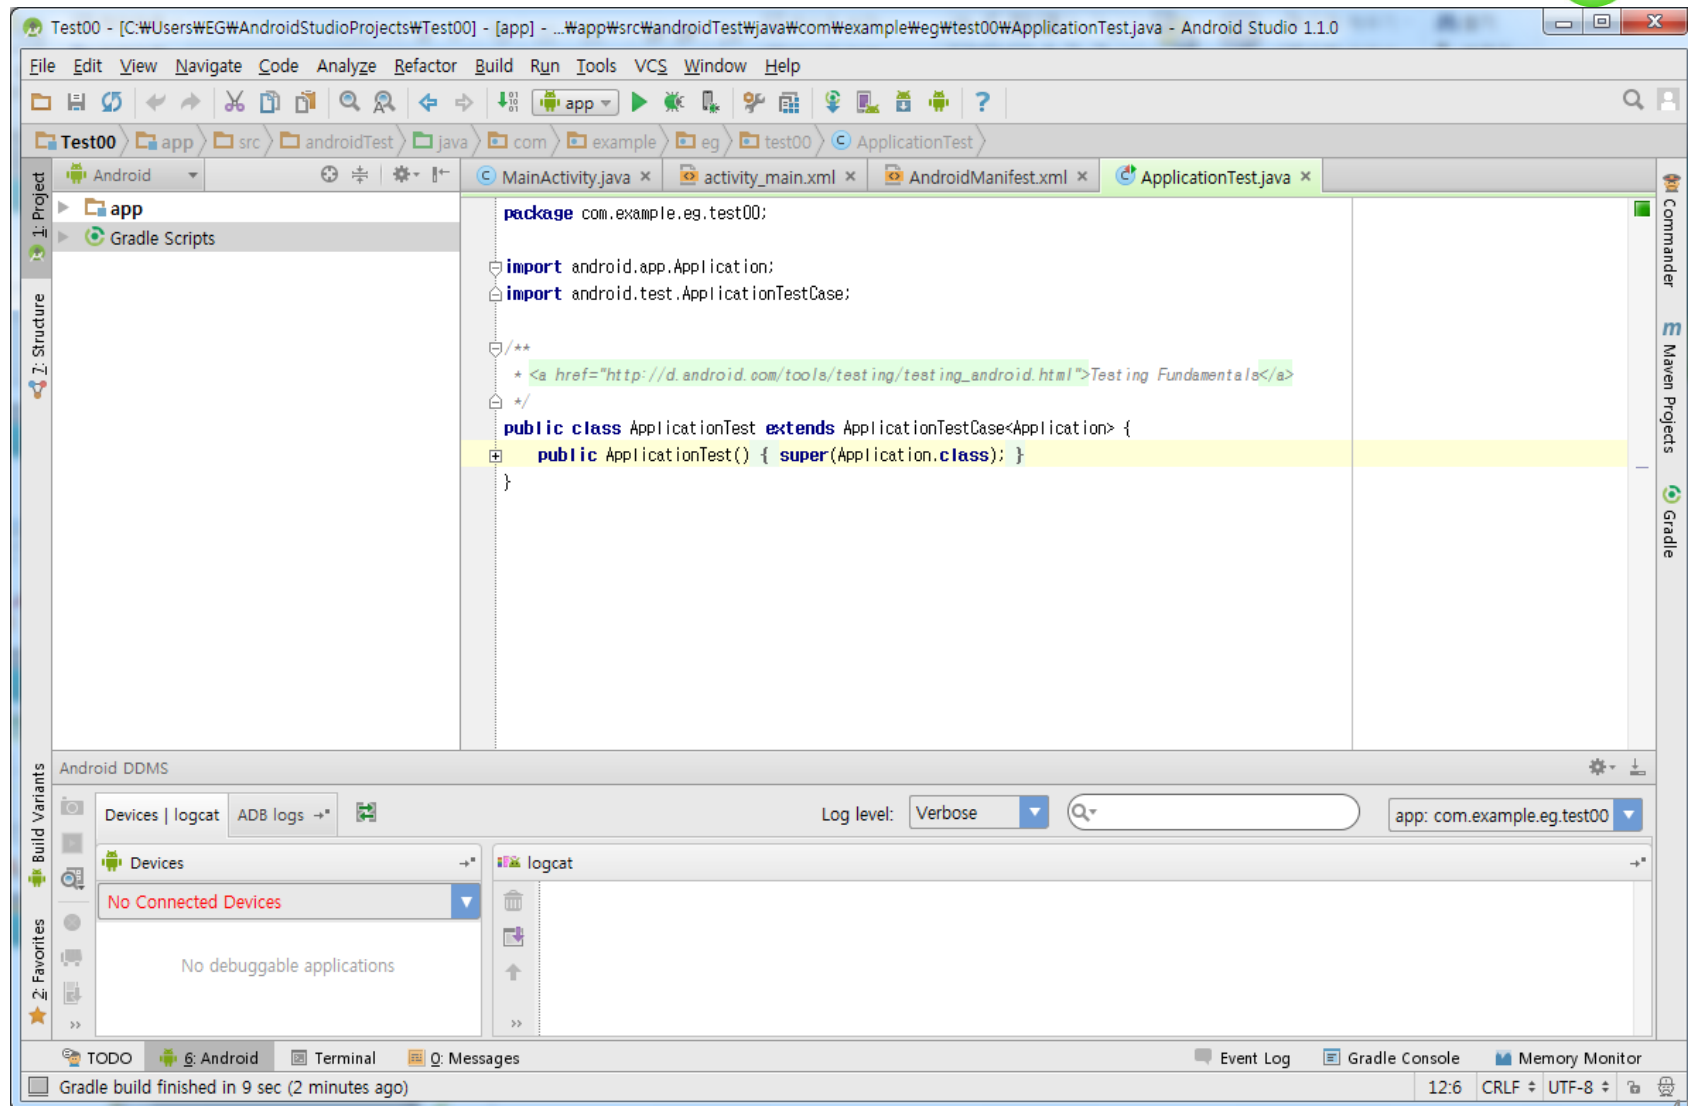 Test00 - [C:₩Users₩EG₩AndroidStudioProjects₩Test00] - [app] - ...₩app₩src₩androidTest₩java₩com₩example₩eg₩test00₩ApplicationTest.java - Android Studio 1.1.0
File Edit View Navigate Code Analyze Refactor Build Run Tools VCS Window Help
app
Test00 app src androidTest java com example eg test00 ApplicationTest
1: Project
7: Structure
Build Variants
2: Favorites
Android
app
Gradle Scripts
MainActivity.java × activity_main.xml × AndroidManifest.xml × ApplicationTest.java ×
package com.example.eg.test00;
import android.app.Application;
import android.test.ApplicationTestCase;
/**
* <a href="http://d.android.com/tools/testing/testing_android.html">Testing Fundamentals</a>
*/
public class ApplicationTest extends ApplicationTestCase<Application> {
public ApplicationTest() { super(Application.class); }
}
Commander
Maven Projects
Gradle
Android DDMS
Devices | logcat ADB logs Log level: Verbose app: com.example.eg.test00
Devices logcat
No Connected Devices
No debuggable applications
TODO 6: Android Terminal 0: Messages Event Log Gradle Console Memory Monitor
Gradle build finished in 9 sec (2 minutes ago) 12:6 CRLF UTF-8